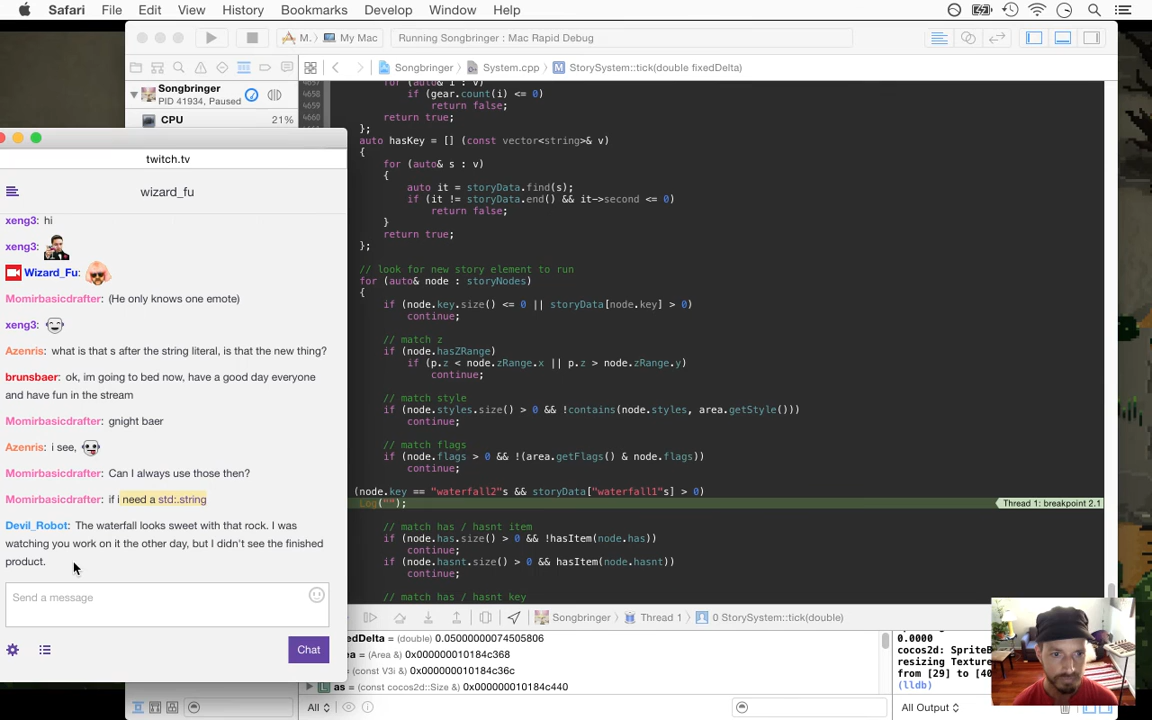 Safari File Edit View History Bookmarks Develop Window Help
M. My Mac Running Songbringer : Mac Rapid Debug
Songbringer System.cpp StorySystem::tick(double fixedDelta)
Songbringer
PID 41934, Paused
CPU 21%
twitch.tv
wizard_fu
xeng3: hi
xeng3:
Wizard_Fu:
Momirbasicdrafter: (He only knows one emote)
xeng3:
Azenris: what is that s after the string literal, is that the new thing?
brunsbaer: ok, im going to bed now, have a good day everyone
and have fun in the stream
Momirbasicdrafter: gnight baer
Azenris: i see,
Momirbasicdrafter: Can I always use those then?
Momirbasicdrafter: if i need a std:.string
Devil_Robot: The waterfall looks sweet with that rock. I was
watching you work on it the other day, but I didn't see the finished
product.
Send a message
Chat
for (auto& i : v)
4658 if (gear.count(i) <= 0)
4659 return false;
4660 return true;
};
auto hasKey = [] (const vector<string>& v)
{
for (auto& s : v)
{
auto it = storyData.find(s);
if (it != storyData.end() && it->second <= 0)
return false;
}
return true;
};
// look for new story element to run
for (auto& node : storyNodes)
{
if (node.key.size() <= 0 || storyData[node.key] > 0)
continue;
// match z
if (node.hasZRange)
if (p.z < node.zRange.x || p.z > node.zRange.y)
continue;
// match style
if (node.styles.size() > 0 && !contains(node.styles, area.getStyle()))
continue;
// match flags
if (node.flags > 0 && !(area.getFlags() & node.flags))
continue;
(node.key == "waterfall2"s && storyData["waterfall1"s] > 0)
Log("");
Thread 1: breakpoint 2.1
// match has / hasnt item
if (node.has.size() > 0 && !hasItem(node.has))
continue;
if (node.hasnt.size() > 0 && hasItem(node.hasnt))
continue;
// match has / hasnt key
Songbringer Thread 1 0 StorySystem::tick(double)
edDelta = (double) 0.05000000074505806
ea = (Area &) 0x000000010184c368
= (const V3i &) 0x000000010184c36c
as = (const cocos2d::Size &) 0x000000010184c440
All
0.0000
cocos2d: SpriteB
resizing Texture
from [29] to [40
(lldb)
All Output